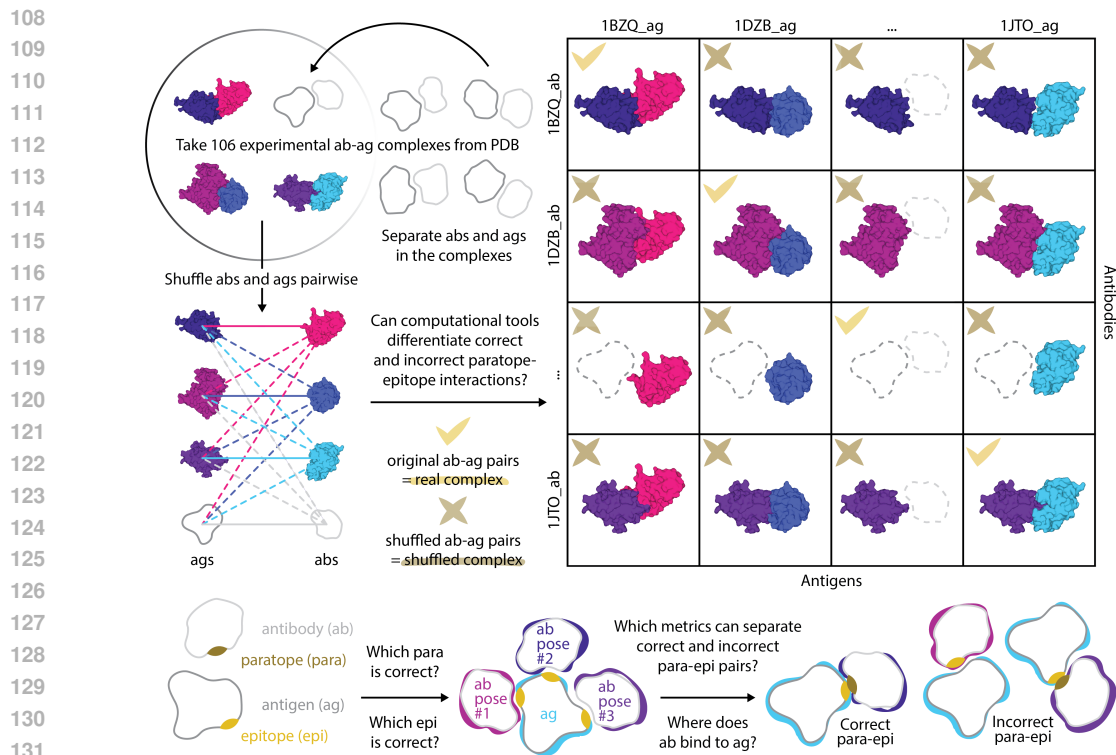 108
109
110
111
112
113
114
115
116
117
118
119
120
121
122
123
124
125
126
127
128
129
130
131
Take 106 experimental ab-ag complexes from PDB
Separate abs and ags
in the complexes
Shuffle abs and ags pairwise
ags
abs
Can computational tools
differentiate correct
and incorrect paratope-
epitope interactions?
original ab-ag pairs
= real complex
shuffled ab-ag pairs
= shuffled complex
1BZQ_ag
1DZB_ag
...
1JTO_ag
1BZQ_ab
1DZB_ab
...
1JTO_ab
Antibodies
Antigens
antibody (ab)
paratope (para)
antigen (ag)
epitope (epi)
Which para
is correct?
Which epi
is correct?
ab
pose
#1
ab
pose
#2
ab
pose
#3
ag
Which metrics can separate
correct and incorrect
para-epi pairs?
Where does
ab bind to ag?
Correct
para-epi
Incorrect
para-epi